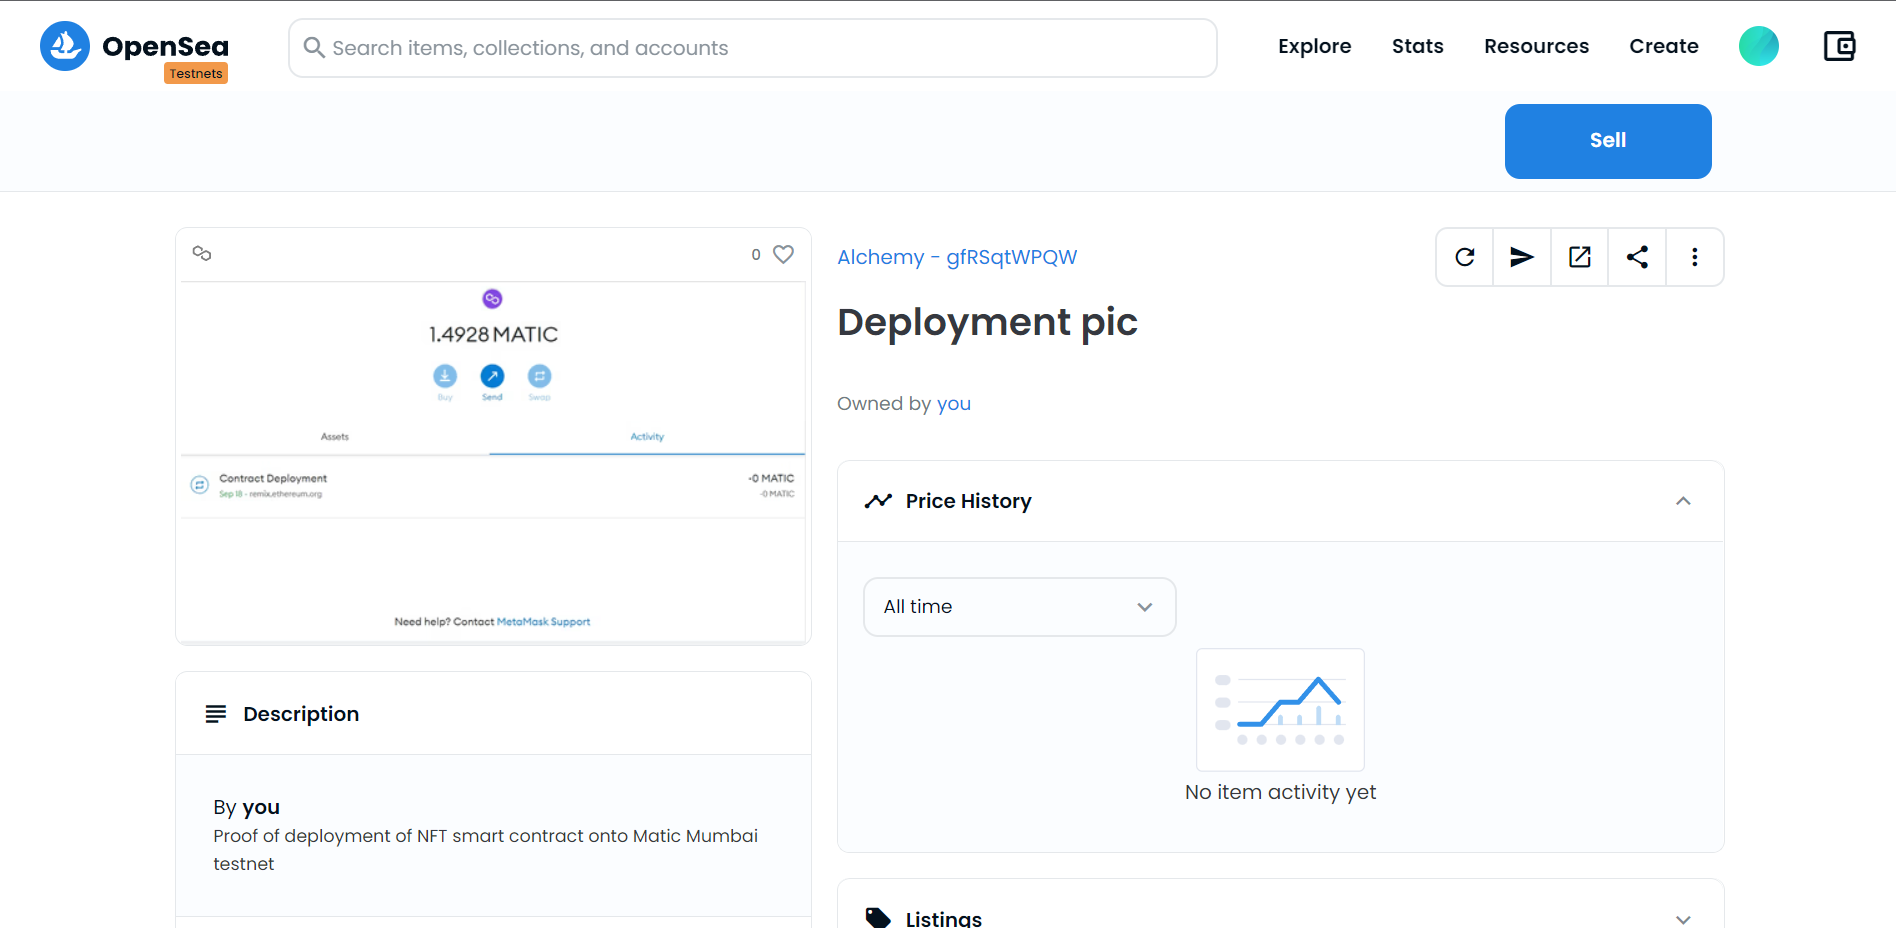 OpenSea
Testnets
Search items, collections, and accounts
Explore
Stats
Resources
Create
Sell
0
1.4928 MATIC
Buy
Send
Swap
Assets
Activity
Contract Deployment
-0 MATIC
Sep 18 - remix.ethereum.org
-0 MATIC
Need help? Contact MetaMask Support
Description
By you
Proof of deployment of NFT smart contract onto Matic Mumbai
testnet
Alchemy - gfRSqtWPQW
Deployment pic
Owned by you
Price History
All time
No item activity yet
Listings